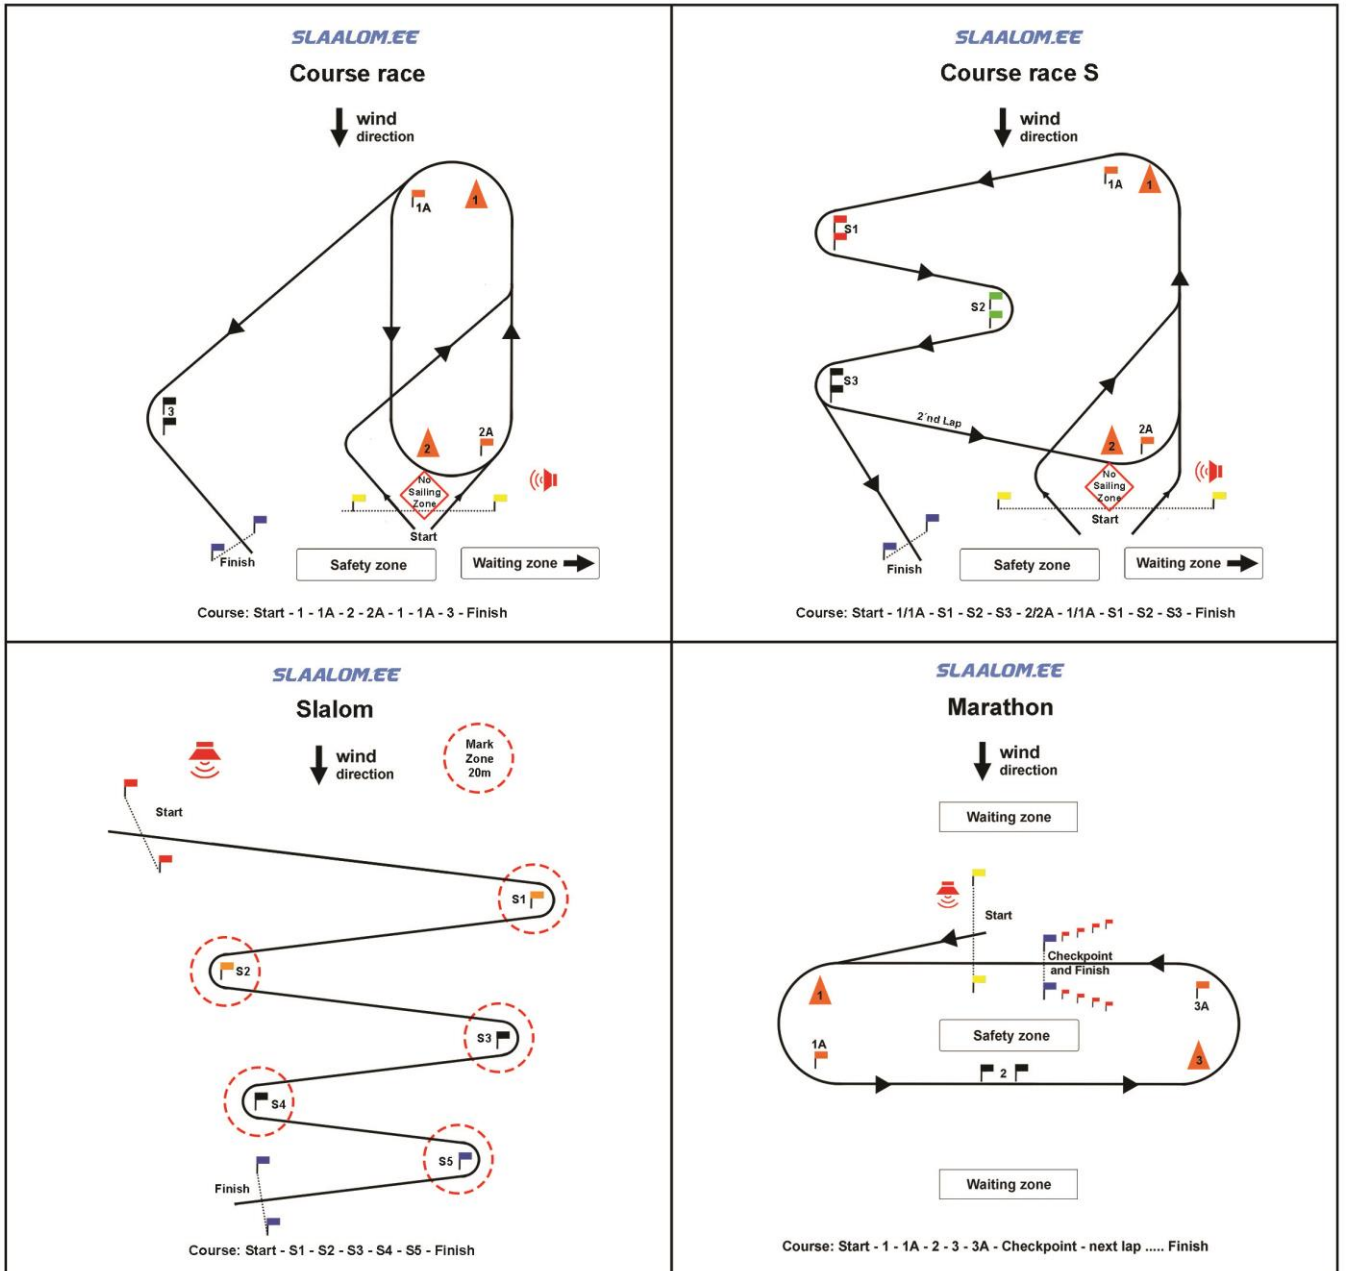 SLAALOM.EE
Course race
wind
direction
1A
1
3
2
2A
No
Sailing
Zone
Start
Finish
Safety zone
Waiting zone
Course: Start - 1 - 1A - 2 - 2A - 1 - 1A - 3 - Finish
SLAALOM.EE
Course race S
wind
direction
1A
1
S1
S2
S3
2´nd Lap
2
2A
No
Sailing
Zone
Start
Finish
Safety zone
Waiting zone
Course: Start - 1/1A - S1 - S2 - S3 - 2/2A - 1/1A - S1 - S2 - S3 - Finish
SLAALOM.EE
Slalom
wind
direction
Mark
Zone
20m
Start
S1
S2
S3
S4
S5
Finish
Course: Start - S1 - S2 - S3 - S4 - S5 - Finish
SLAALOM.EE
Marathon
wind
direction
Waiting zone
Start
Checkpoint
and Finish
1
3A
Safety zone
1A
3
2
Waiting zone
Course: Start - 1 - 1A - 2 - 3 - 3A - Checkpoint - next lap ..... Finish